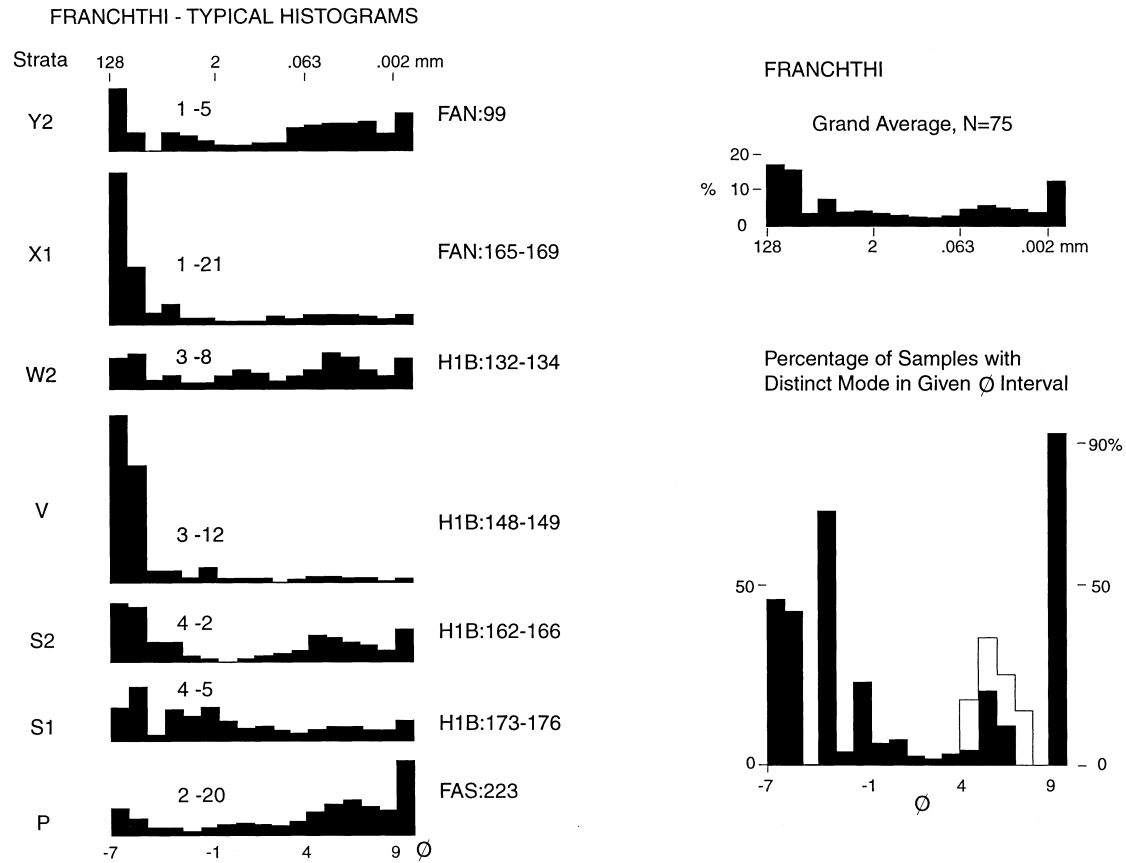 FRANCHTHI - TYPICAL HISTOGRAMS
Strata 128 2 .063 .002 mm
Y2 1 -5 FAN:99
X1 1 -21 FAN:165-169
W2 3 -8 H1B:132-134
V 3 -12 H1B:148-149
S2 4 -2 H1B:162-166
S1 4 -5 H1B:173-176
P 2 -20 FAS:223
-7 -1 4 9 Ø
FRANCHTHI
Grand Average, N=75
20
% 10
0
128 2 .063 .002 mm
Percentage of Samples with
Distinct Mode in Given Ø Interval
90%
50 50
0 0
-7 -1 4 9
Ø